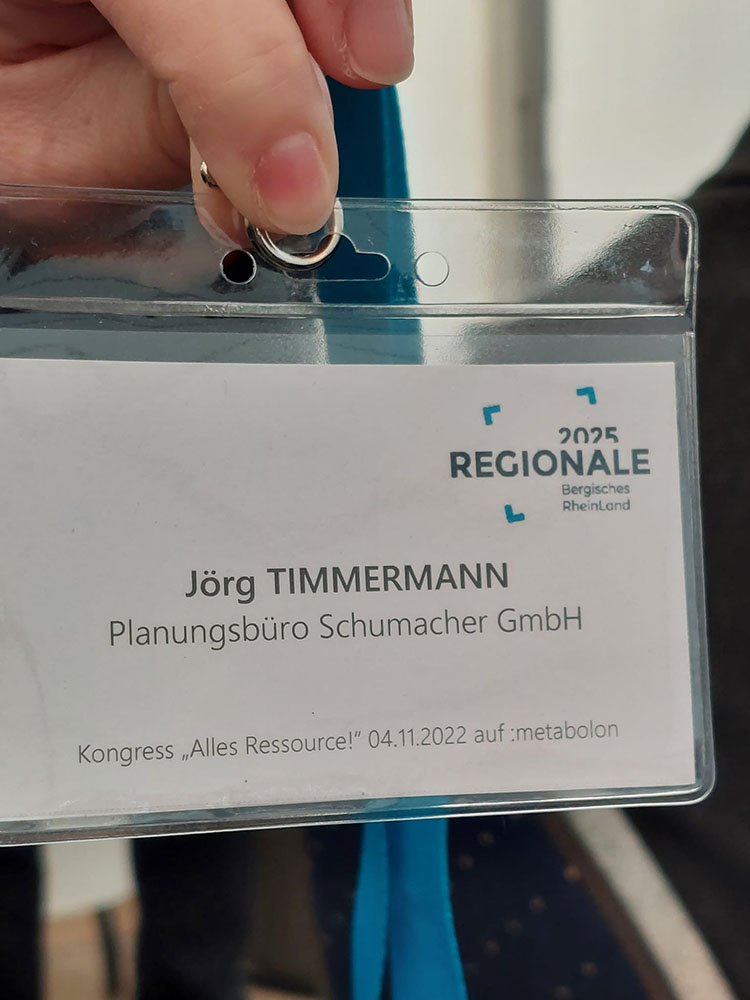 2025
REGIONALE
Bergisches
RheinLand
Jörg TIMMERMANN
Planungsbüro Schumacher GmbH
Kongress „Alles Ressource!“ 04.11.2022 auf :metabolon